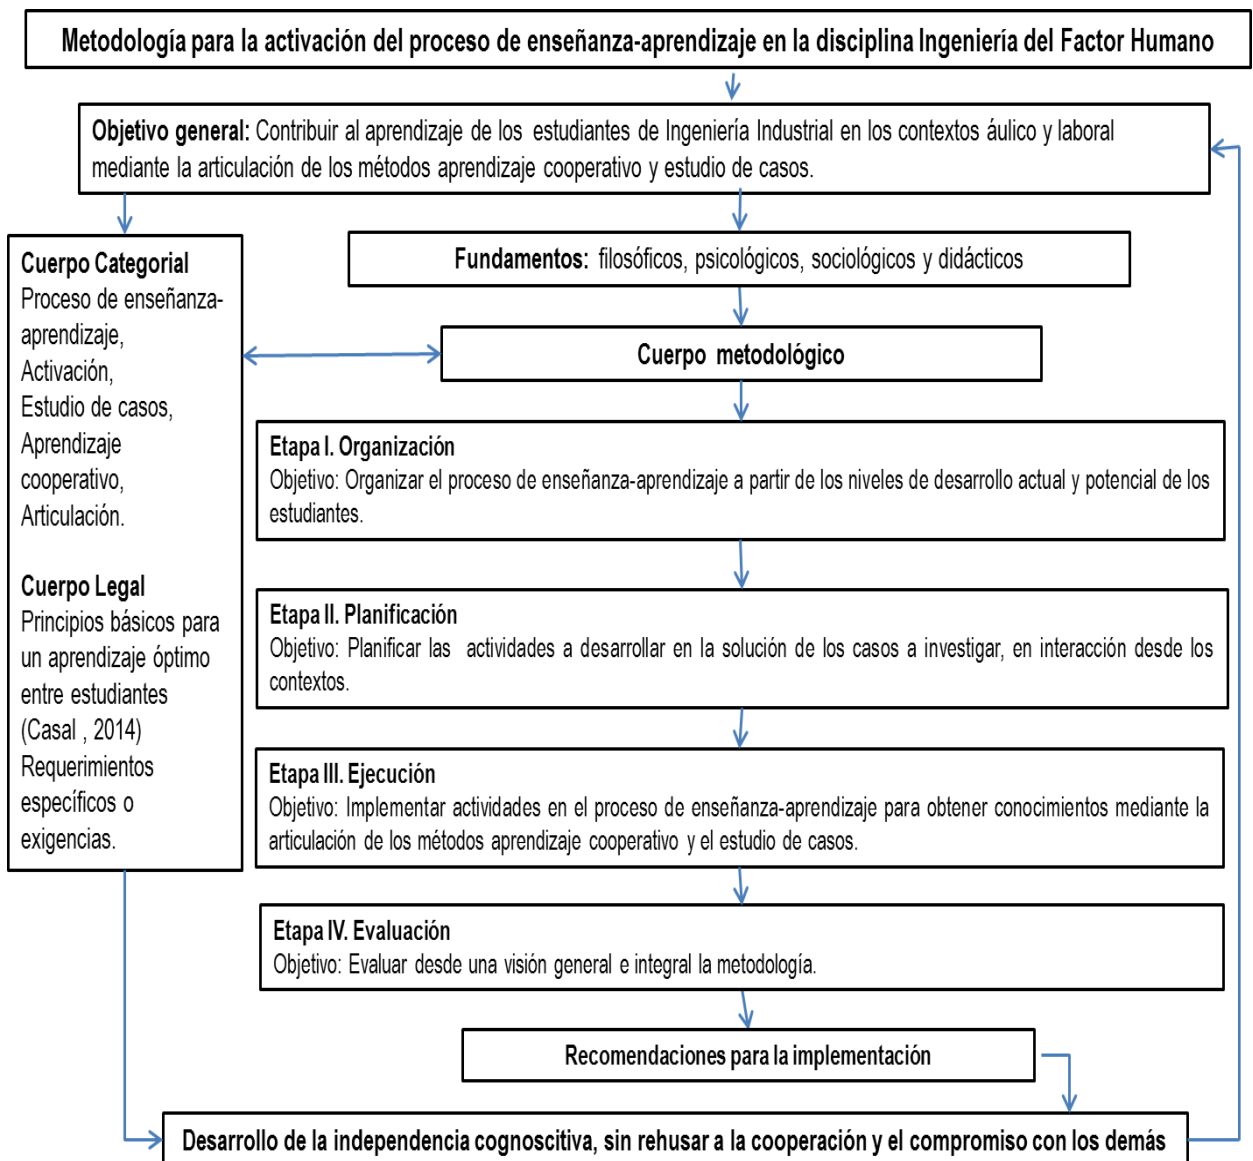 Metodología para la activación del proceso de enseñanza-aprendizaje en la disciplina Ingeniería del Factor Humano
Objetivo general: Contribuir al aprendizaje de los estudiantes de Ingeniería Industrial en los contextos áulico y laboral
mediante la articulación de los métodos aprendizaje cooperativo y estudio de casos.
Cuerpo Categorial
Proceso de enseñanza-
aprendizaje,
Activación,
Estudio de casos,
Aprendizaje
cooperativo,
Articulación.
Cuerpo Legal
Principios básicos para
un aprendizaje óptimo
entre estudiantes
(Casal , 2014)
Requerimientos
específicos o
exigencias.
Fundamentos: filosóficos, psicológicos, sociológicos y didácticos
Cuerpo metodológico
Etapa I. Organización
Objetivo: Organizar el proceso de enseñanza-aprendizaje a partir de los niveles de desarrollo actual y potencial de los
estudiantes.
Etapa II. Planificación
Objetivo: Planificar las actividades a desarrollar en la solución de los casos a investigar, en interacción desde los
contextos.
Etapa III. Ejecución
Objetivo: Implementar actividades en el proceso de enseñanza-aprendizaje para obtener conocimientos mediante la
articulación de los métodos aprendizaje cooperativo y el estudio de casos.
Etapa IV. Evaluación
Objetivo: Evaluar desde una visión general e integral la metodología.
Recomendaciones para la implementación
Desarrollo de la independencia cognoscitiva, sin rehusar a la cooperación y el compromiso con los demás